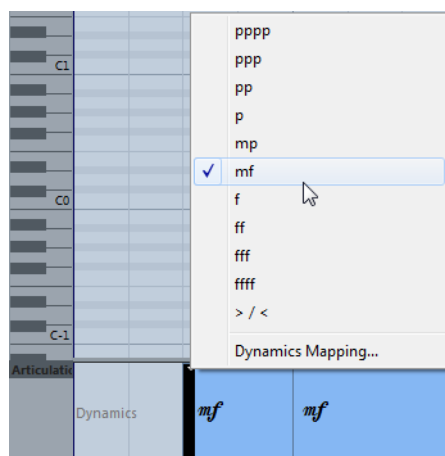 pppp
ppp
C1
pp
p
mp
mf
C0
f
ff
fff
ffff
> / <
C-1
Dynamics Mapping...
Articulatic
Dynamics
mf
mf